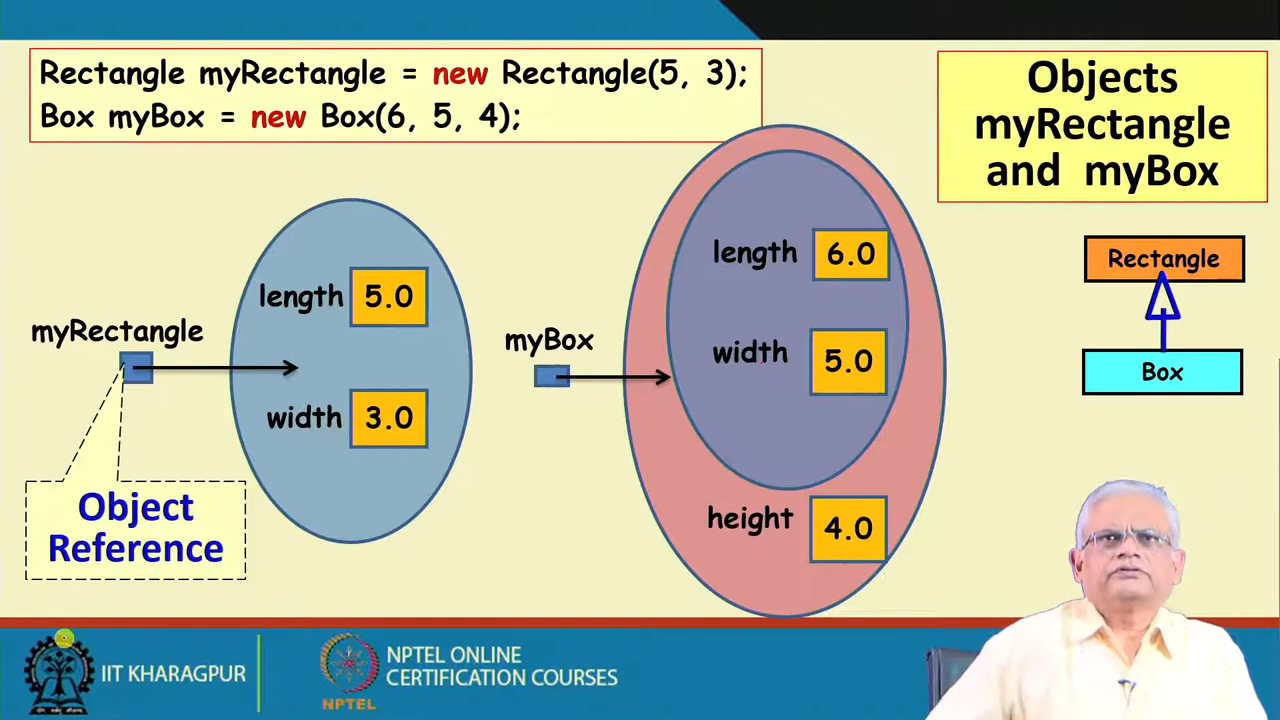 Rectangle myRectangle = new Rectangle(5, 3);
Box myBox = new Box(6, 5, 4);
Objects
myRectangle
and myBox
length 6.0
Rectangle
length 5.0
myRectangle
myBox
width 5.0
Box
width 3.0
Object
Reference
height 4.0
IIT KHARAGPUR
NPTEL ONLINE
CERTIFICATION COURSES
NPTEL